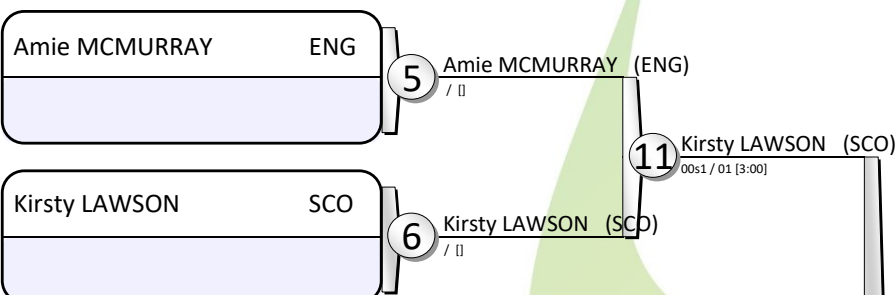 Amie MCMURRAY ENG
5
Amie MCMURRAY (ENG)
/ []
11
Kirsty LAWSON (SCO)
00s1 / 01 [3:00]
Kirsty LAWSON SCO
6
Kirsty LAWSON (SCO)
/ []